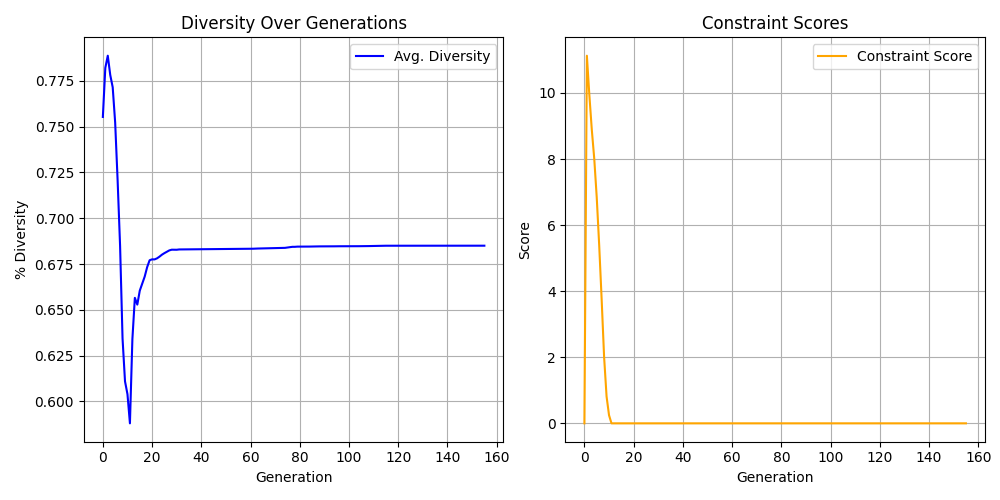 Diversity Over Generations
Avg. Diversity
% Diversity
0.775
0.750
0.725
0.700
0.675
0.650
0.625
0.600
0 20 40 60 80 100 120 140 160
Generation
Constraint Scores
Constraint Score
Score
10
8
6
4
2
0
0 20 40 60 80 100 120 140 160
Generation